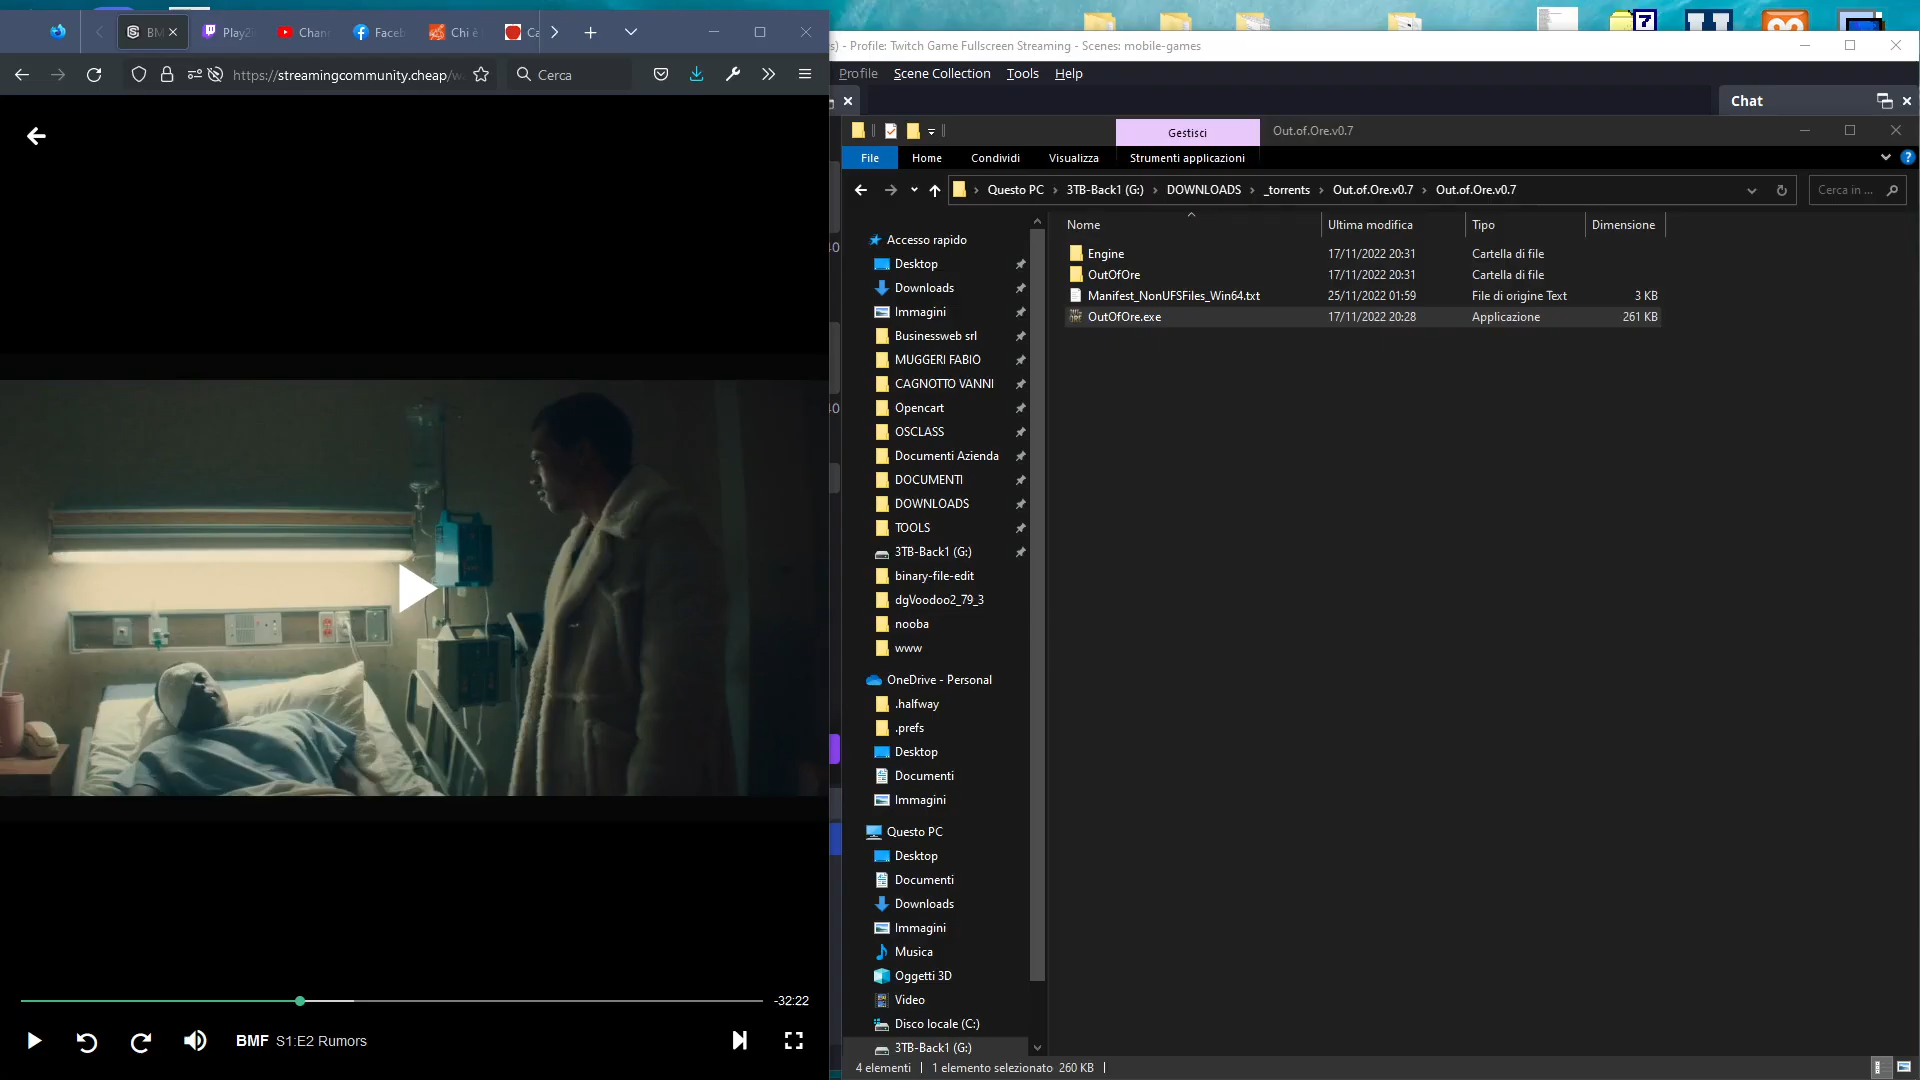 BM
Play2
Chan
Faceb
Chi è
Ca
https://streamingcommunity.cheap/w
Cerca
BMF S1:E2 Rumors
-32:22
s) - Profile: Twitch Game Fullscreen Streaming - Scenes: mobile-games
Profile Scene Collection Tools Help
Chat
7
Gestisci
Out.of.Ore.v0.7
File Home Condividi Visualizza Strumenti applicazioni
Questo PC
3TB-Back1 (G:)
DOWNLOADS
_torrents
Out.of.Ore.v0.7
Out.of.Ore.v0.7
Cerca in ...
Nome Ultima modifica Tipo Dimensione
Engine 17/11/2022 20:31 Cartella di file
OutOfOre 17/11/2022 20:31 Cartella di file
Manifest_NonUFSFiles_Win64.txt 25/11/2022 01:59 File di origine Text 3 KB
OutOfOre.exe 17/11/2022 20:28 Applicazione 261 KB
Accesso rapido
Desktop
Downloads
Immagini
Businessweb srl
MUGGERI FABIO
CAGNOTTO VANNI
Opencart
OSCLASS
Documenti Azienda
DOCUMENTI
DOWNLOADS
TOOLS
3TB-Back1 (G:)
binary-file-edit
dgVoodoo2_79_3
nooba
www
OneDrive - Personal
.halfway
.prefs
Desktop
Documenti
Immagini
Questo PC
Desktop
Documenti
Downloads
Immagini
Musica
Oggetti 3D
Video
Disco locale (C:)
3TB-Back1 (G:)
4 elementi 1 elemento selezionato 260 KB